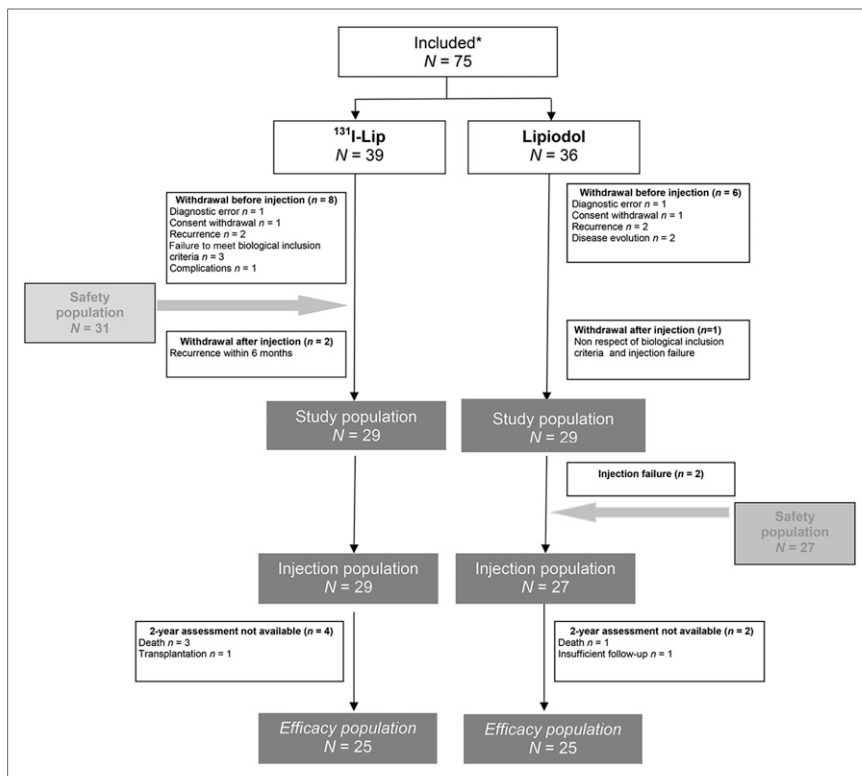 Included*
N = 75
131I-Lip
N = 39
Lipiodol
N = 36
Withdrawal before injection (n = 8)
Diagnostic error n = 1
Consent withdrawal n = 1
Recurrence n = 2
Failure to meet biological inclusion
criteria n = 3
Complications n = 1
Withdrawal before injection (n = 6)
Diagnostic error n = 1
Consent withdrawal n = 1
Recurrence n = 2
Disease evolution n = 2
Safety
population
N = 31
Withdrawal after injection (n = 2)
Recurrence within 6 months
Withdrawal after injection (n=1)
Non respect of biological inclusion
criteria and injection failure
Study population
N = 29
Study population
N = 29
Injection failure (n = 2)
Safety
population
N = 27
Injection population
N = 29
Injection population
N = 27
2-year assessment not available (n = 4)
Death n = 3
Transplantation n = 1
2-year assessment not available (n = 2)
Death n = 1
Insufficient follow-up n = 1
Efficacy population
N = 25
Efficacy population
N = 25